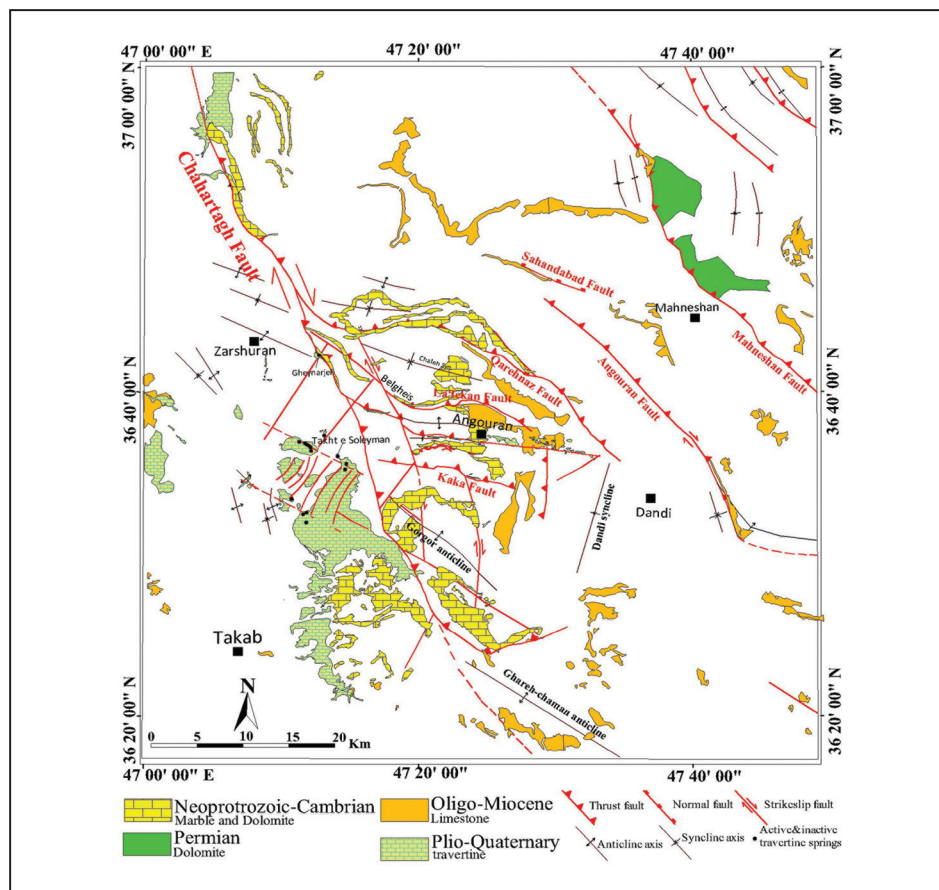 47 00' 00" E
47 20' 00"
47 40' 00"
37 00' 00" N
37 00' 00" N
Chahartagh Fault
Sahandabad Fault
Mahneshan
Mahneshan Fault
Zarshuran
Gheynarjeh
Belgheis
Qarehnaz Fault
Angouran Fault
36 40' 00" N
36 40' 00" N
Angouran
Takht e Soleyman
Kaka Fault
Dandi syncline
Dandi
Gorgor anticline
Takab
N
Ghareh-chaman anticline
36 20' 00" N
36 20' 00" N
0 5 10 20 Km
47 00' 00" E
47 20' 00"
47 40' 00"
Neoprotrozoic-Cambrian
Marble and Dolomite
Permian
Dolomite
Oligo-Miocene
Limestone
Plio-Quaternary
travertine
Thrust fault
Normal fault
Strikeslip fault
Anticline axis
Syncline axis
Active&inactive
travertine springs